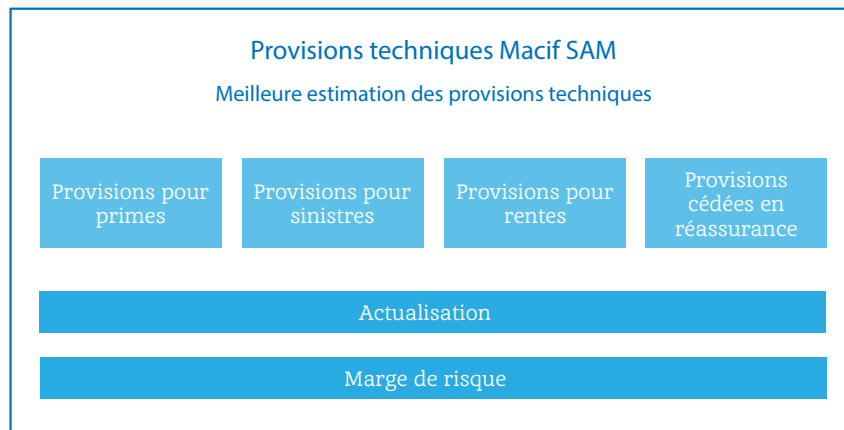 Provisions techniques Macif SAM
Meilleure estimation des provisions techniques
Provisions pour
primes
Provisions pour
sinistres
Provisions pour
rentes
Provisions
cédées en
réassurance
Actualisation
Marge de risque